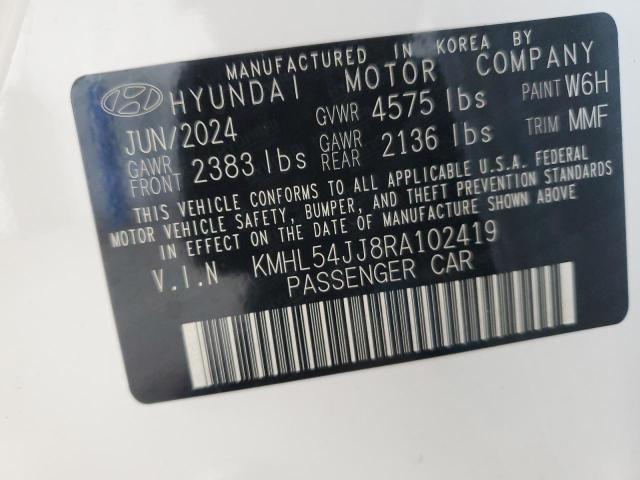 MANUFACTURED IN KOREA BY
HYUNDAI MOTOR COMPANY
JUN/2024 GVWR 4575 lbs PAINT W6H
GAWR FRONT 2383 lbs GAWR REAR 2136 lbs TRIM MMF
THIS VEHICLE CONFORMS TO ALL APPLICABLE U.S.A. FEDERAL
MOTOR VEHICLE SAFETY, BUMPER, AND THEFT PREVENTION STANDARDS
IN EFFECT ON THE DATE OF MANUFACTURE SHOWN ABOVE
V.I.N KMHL54JJ8RA102419
PASSENGER CAR